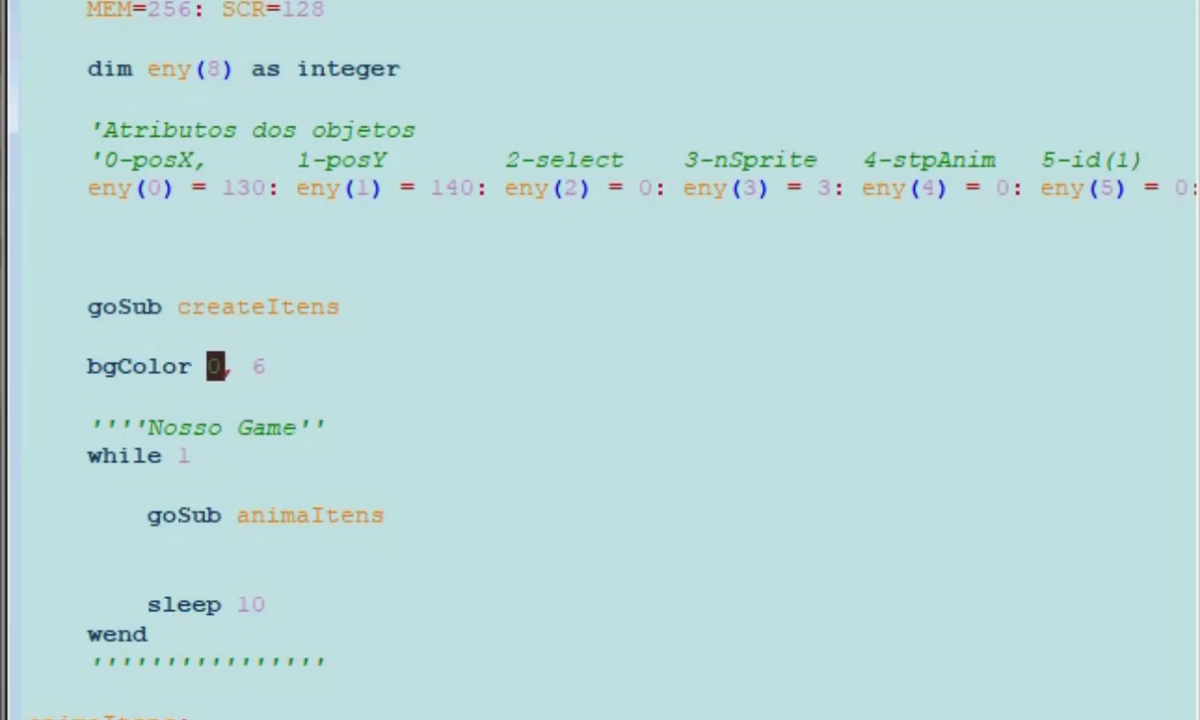 MEM=256: SCR=128
dim eny(8) as integer
'Atributos dos objetos
'0-posX, 1-posY 2-select 3-nSprite 4-stpAnim 5-id(1)
eny(0) = 130: eny(1) = 140: eny(2) = 0: eny(3) = 3: eny(4) = 0: eny(5) = 0:
goSub createItens
bgColor 0, 6
''''Nosso Game''
while 1
goSub animaItens
sleep 10
wend
''''''''''''''''
animaItens: